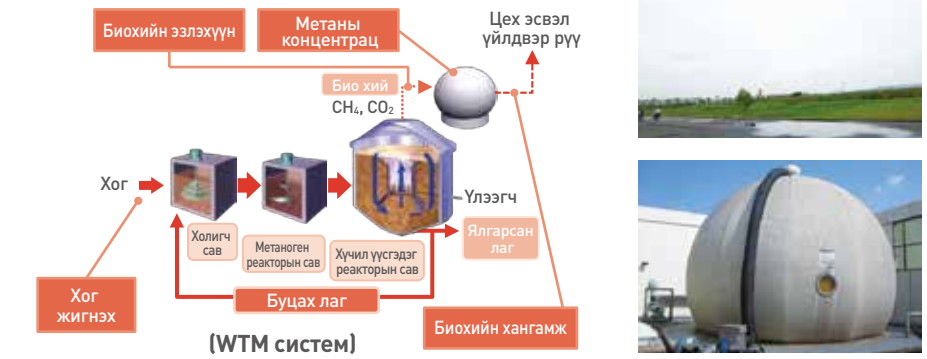 Биохийн эзлэхүүн
Метаны
концентрац
Цех эсвэл
үйлдвэр рүү
Био хий
CH₄, CO₂
Хог
Үлээгч
Холигч
сав
Метаноген
реакторын сав
Хүчил үүсгэдэг
реакторын сав
Ялгарсан
лаг
Буцах лаг
Хог
жигнэх
Биохийн хангамж
(WTM систем)